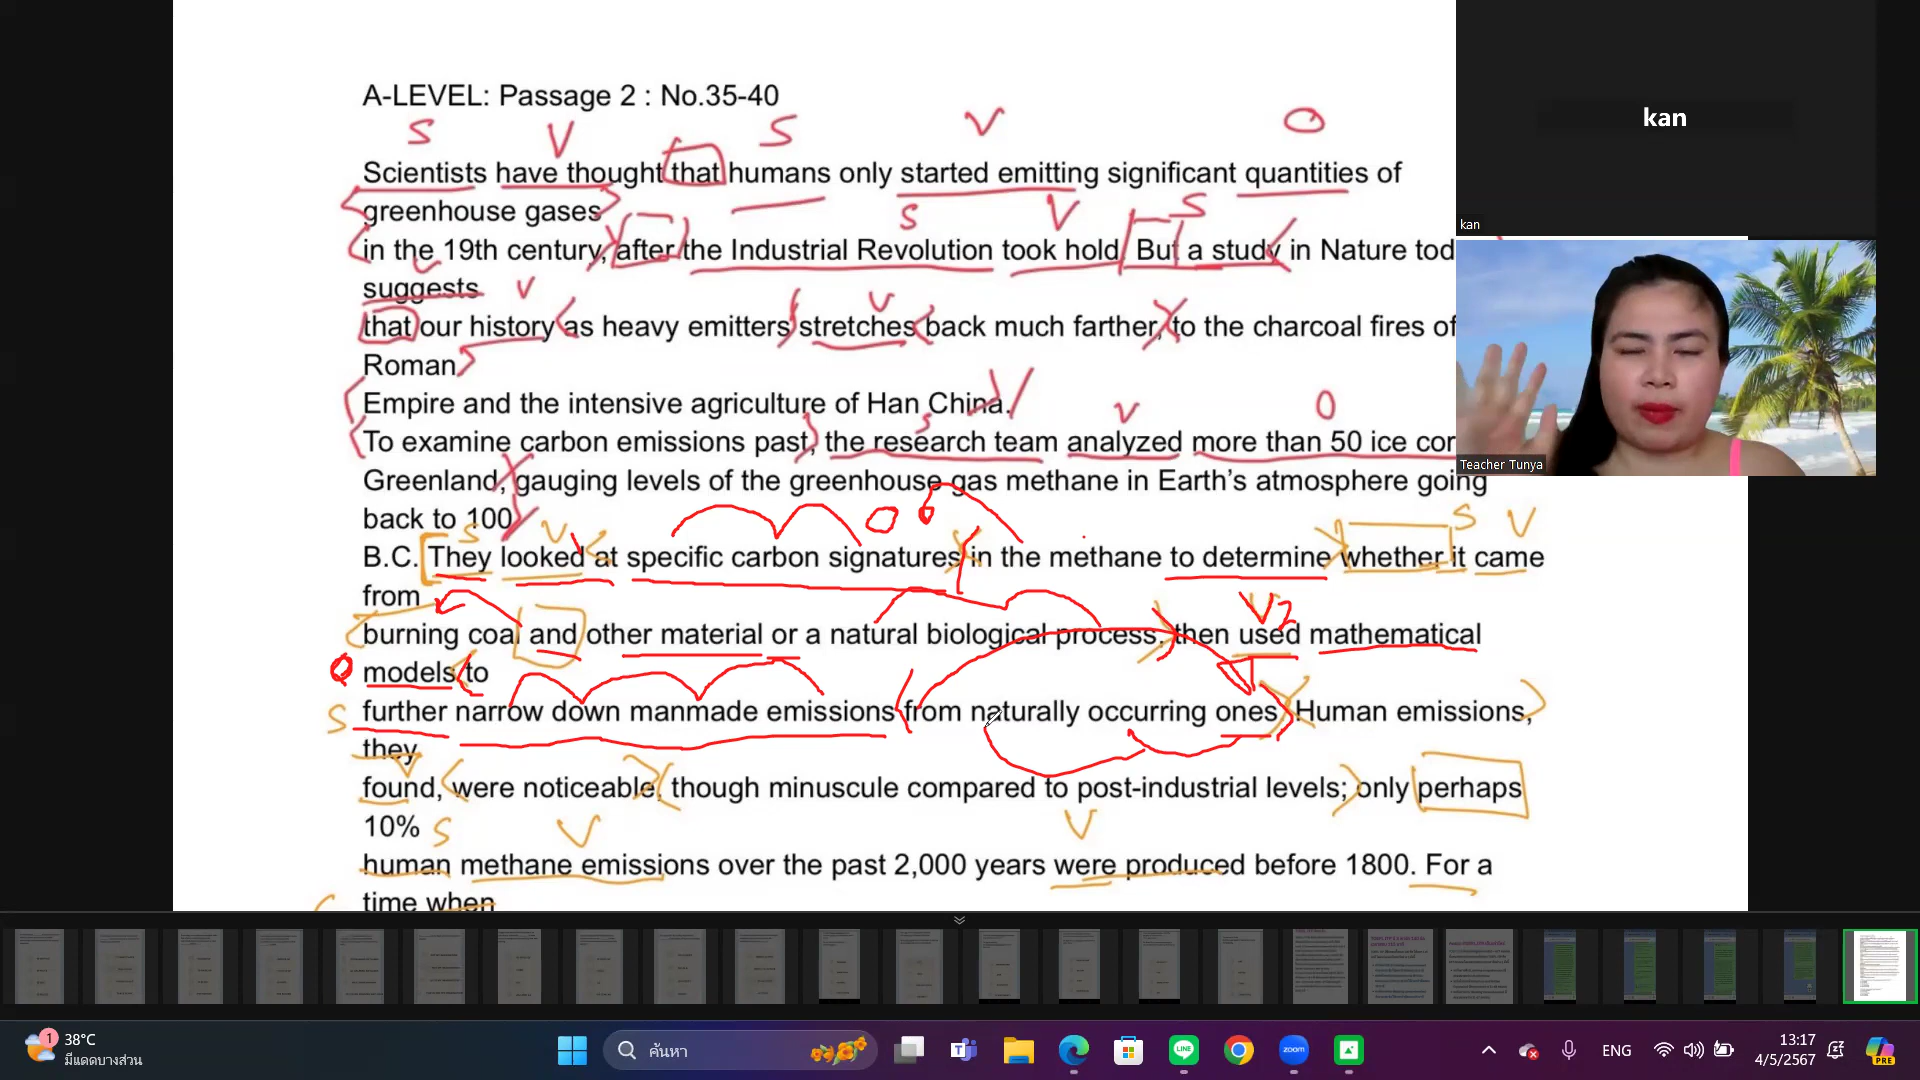 A-LEVEL: Passage 2 : No.35-40
S V S V O
Scientists have thought that humans only started emitting significant quantities of
greenhouse gases
S V S
in the 19th century, after the Industrial Revolution took hold. But a study in Nature tod
V
suggests
V V
that our history as heavy emitters stretches back much farther, to the charcoal fires of
Roman
Empire and the intensive agriculture of Han China.
S V O
To examine carbon emissions past, the research team analyzed more than 50 ice cor
Greenland, gauging levels of the greenhouse gas methane in Earth's atmosphere going
back to 100
S V O S V
B.C. They looked at specific carbon signatures in the methane to determine whether it came
from
V2
burning coal and other material or a natural biological process, then used mathematical
O models to
S further narrow down manmade emissions from naturally occurring ones. Human emissions,
they
V
found, were noticeable, though minuscule compared to post-industrial levels; only perhaps
10%
S V V
human methane emissions over the past 2,000 years were produced before 1800. For a
time when
kan
kan
Teacher Tunya
1
38°C
มีแดดบางส่วน
ค้นหา
LINE
zoom
ENG
13:17
4/5/2567
PRE